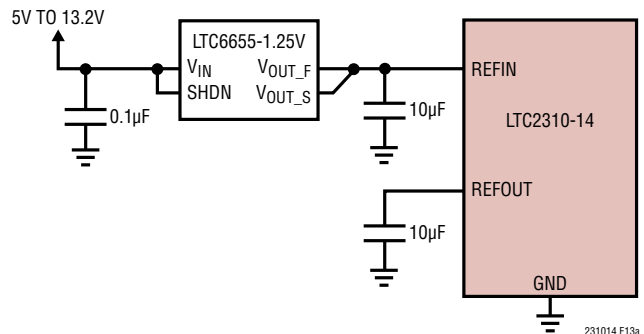 5V TO 13.2V
LTC6655-1.25V
VIN
VOUT_F
SHDN
VOUT_S
0.1µF
10µF
REFIN
LTC2310-14
REFOUT
10µF
GND
231014 F13a